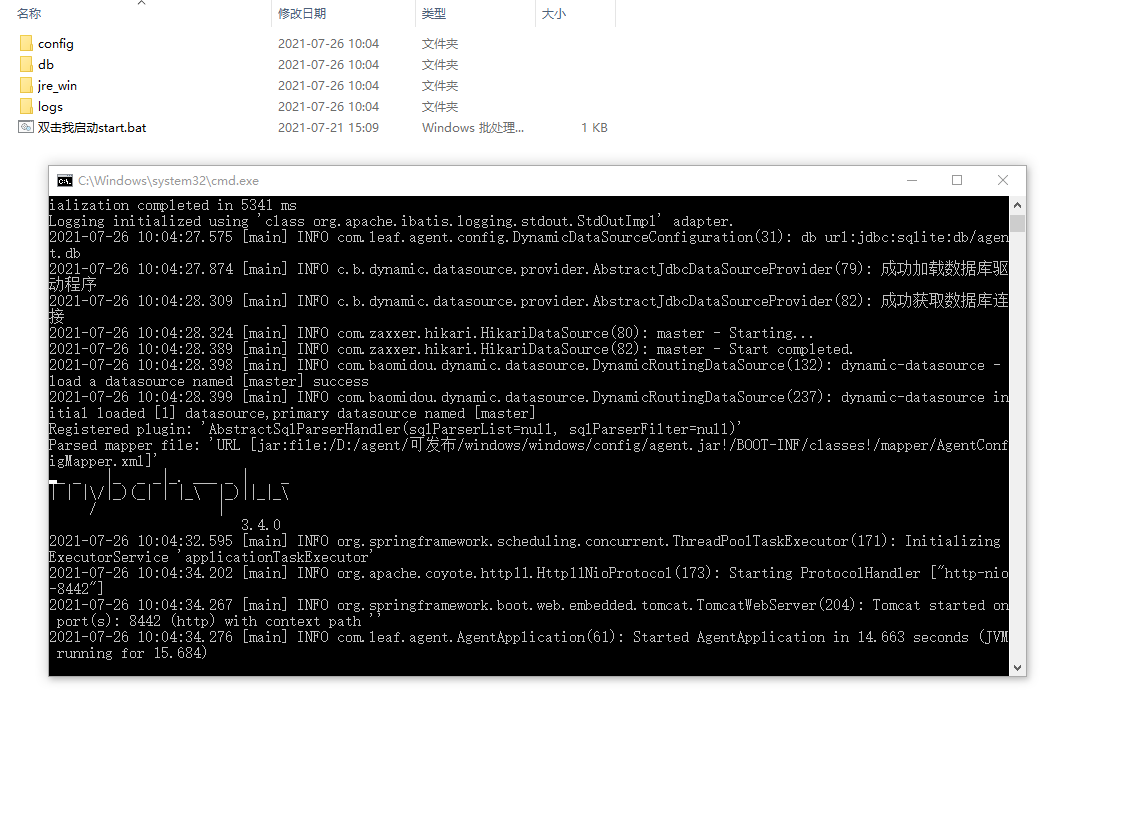 名称 修改日期 类型 大小
config 2021-07-26 10:04 文件夹
db 2021-07-26 10:04 文件夹
jre_win 2021-07-26 10:04 文件夹
logs 2021-07-26 10:04 文件夹
双击我启动start.bat 2021-07-21 15:09 Windows 批处理... 1 KB
C:\Windows\system32\cmd.exe
ialization completed in 5341 ms
Logging initialized using 'class org.apache.ibatis.logging.stdout.StdOutImpl' adapter.
2021-07-26 10:04:27.575 [main] INFO com.leaf.agent.config.DynamicDataSourceConfiguration(31): db url:jdbc:sqlite:db/agen
t.db
2021-07-26 10:04:27.874 [main] INFO c.b.dynamic.datasource.provider.AbstractJdbcDataSourceProvider(79): 成功加载数据库驱
动程序
2021-07-26 10:04:28.309 [main] INFO c.b.dynamic.datasource.provider.AbstractJdbcDataSourceProvider(82): 成功获取数据库连
接
2021-07-26 10:04:28.324 [main] INFO com.zaxxer.hikari.HikariDataSource(80): master - Starting...
2021-07-26 10:04:28.389 [main] INFO com.zaxxer.hikari.HikariDataSource(82): master - Start completed.
2021-07-26 10:04:28.398 [main] INFO com.baomidou.dynamic.datasource.DynamicRoutingDataSource(132): dynamic-datasource -
load a datasource named [master] success
2021-07-26 10:04:28.399 [main] INFO com.baomidou.dynamic.datasource.DynamicRoutingDataSource(237): dynamic-datasource in
itial loaded [1] datasource,primary datasource named [master]
Registered plugin: 'AbstractSqlParserHandler(sqlParserList=null, sqlParserFilter=null)'
Parsed mapper file: 'URL [jar:file:/D:/agent/可发布/windows/windows/config/agent.jar!/BOOT-INF/classes!/mapper/AgentConf
igMapper.xml]'
mybatis plus
3.4.0
2021-07-26 10:04:32.595 [main] INFO org.springframework.scheduling.concurrent.ThreadPoolTaskExecutor(171): Initializing
ExecutorService 'applicationTaskExecutor'
2021-07-26 10:04:34.202 [main] INFO org.apache.coyote.http11.Http11NioProtocol(173): Starting ProtocolHandler ["http-nio
-8442"]
2021-07-26 10:04:34.267 [main] INFO org.springframework.boot.web.embedded.tomcat.TomcatWebServer(204): Tomcat started on
port(s): 8442 (http) with context path ''
2021-07-26 10:04:34.276 [main] INFO com.leaf.agent.AgentApplication(61): Started AgentApplication in 14.663 seconds (JVM
running for 15.684)